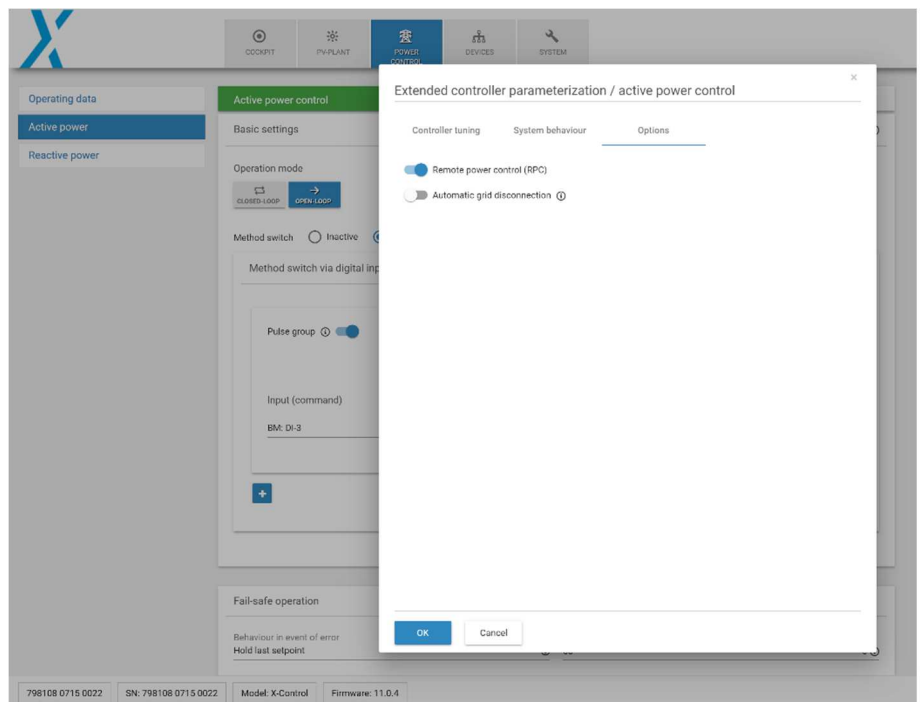 COCKPIT
PV-PLANT
POWER
CONTROL
DEVICES
SYSTEM
Operating data
Active power
Reactive power
Active power control
Basic settings
Operation mode
CLOSED-LOOP
OPEN-LOOP
Method switch
Inactive
Method switch via digital inp
Pulse group
Input (command)
BM: DI-3
+
Fail-safe operation
Behaviour in event of error
Hold last setpoint
×
Extended controller parameterization / active power control
Controller tuning
System behaviour
Options
Remote power control (RPC)
Automatic grid disconnection
OK
Cancel
798108 0715 0022
SN: 798108 0715 0022
Model: X-Control
Firmware: 11.0.4